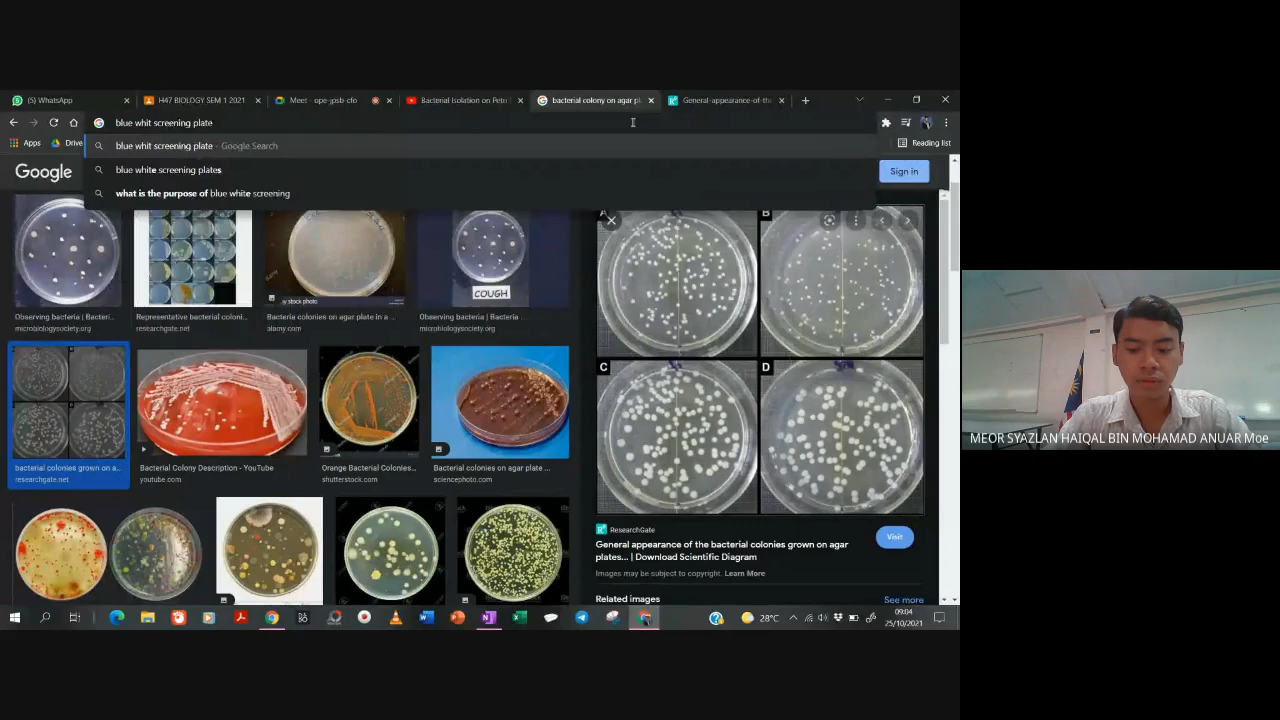 (5) WhatsApp
H47 BIOLOGY SEM 1 2021
Meet - ope-jpsb-cfo
Bacterial Isolation on Petri
bacterial colony on agar pl
General-appearance-of-the
blue whit screening plate
Apps
Drive
Reading list
blue whit screening plate - Google Search
blue white screening plates
what is the purpose of blue white screening
Google
Sign in
COUGH
A
B
C
D
Observing bacteria | Bacteri...
microbiologysociety.org
Representative bacterial coloni...
researchgate.net
y stock photo
Bacteria colonies on agar plate in a ...
alamy.com
Observing bacteria | Bacteri...
microbiologysociety.org
bacterial colonies grown on a...
researchgate.net
Bacterial Colony Description - YouTube
youtube.com
Orange Bacterial Colonies...
shutterstock.com
Bacterial colonies on agar plate ...
sciencephoto.com
ResearchGate
General appearance of the bacterial colonies grown on agar
plates... | Download Scientific Diagram
Visit
Images may be subject to copyright. Learn More
Related images
See more
28°C
09:04
25/10/2021
MEOR SYAZLAN HAIQAL BIN MOHAMAD ANUAR Moe